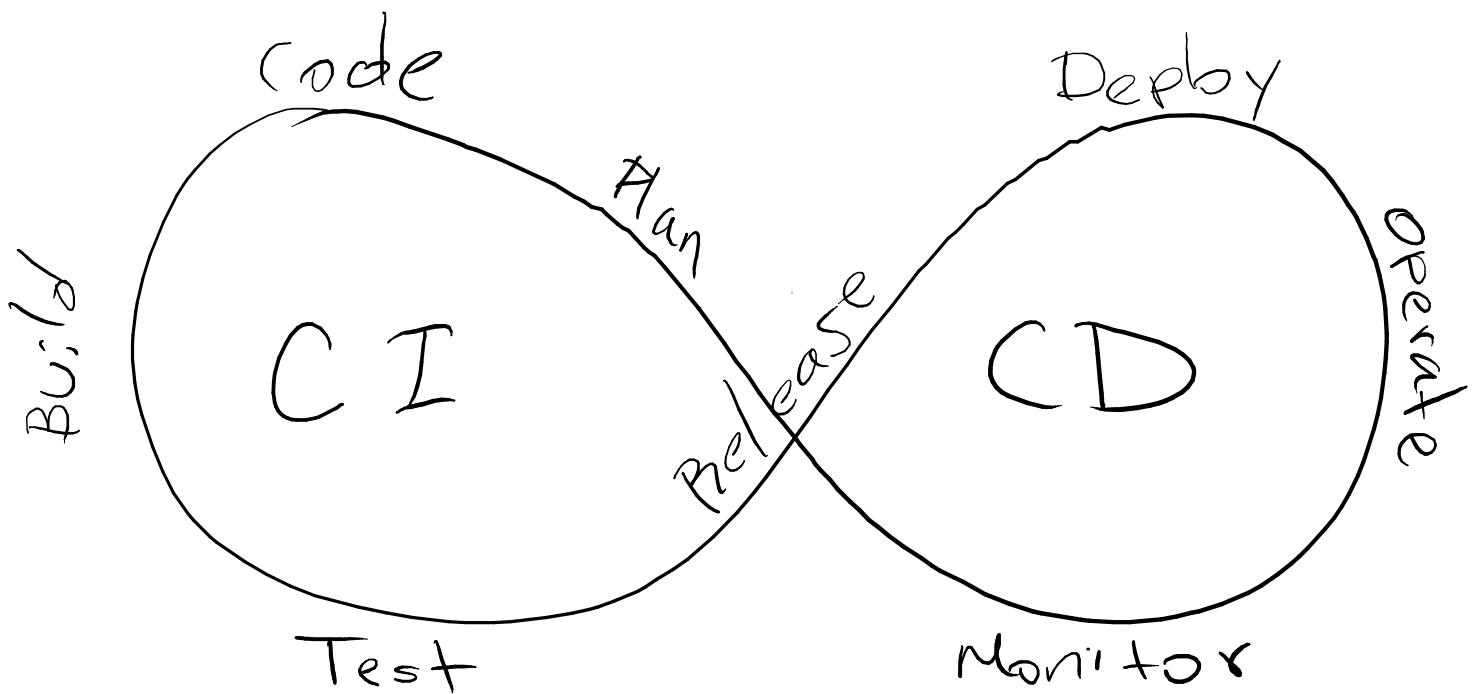 Code
Deploy
Plan
Operate
Release
Build
CI
CD
Test
Monitor